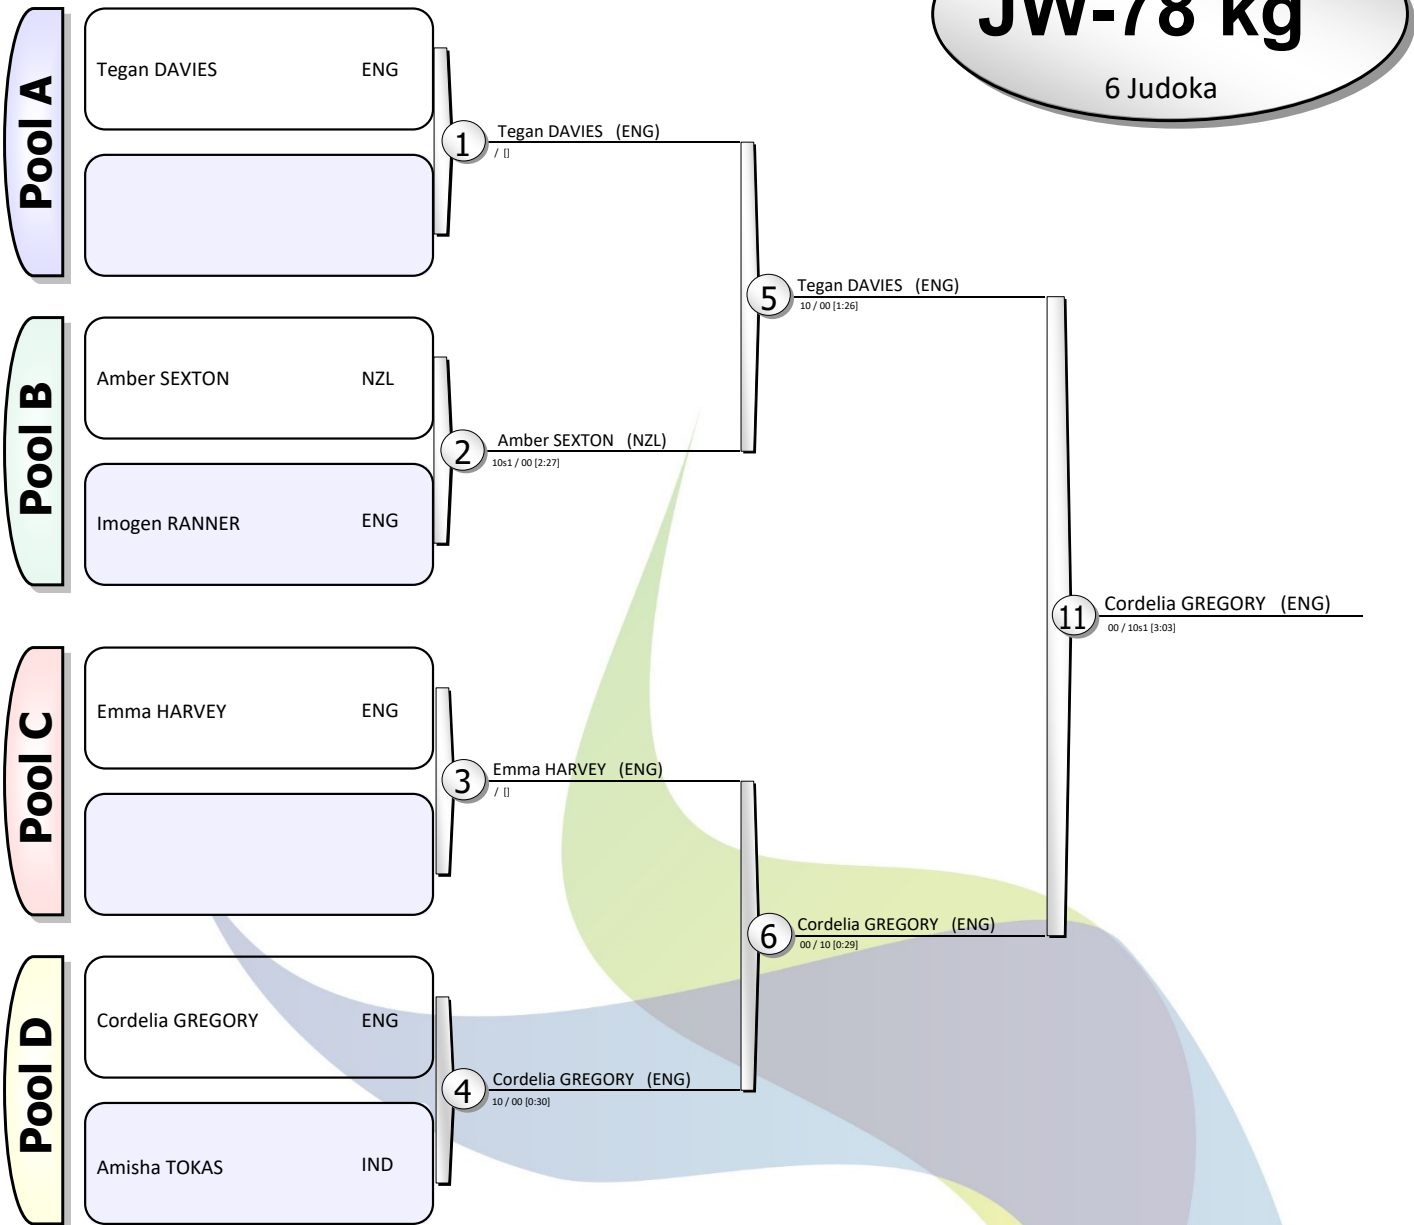 JW-78 kg
6 Judoka
Pool A
Tegan DAVIES ENG
1 Tegan DAVIES (ENG)
/ []
5 Tegan DAVIES (ENG)
10 / 00 [1:26]
Pool B
Amber SEXTON NZL
2 Amber SEXTON (NZL)
10s1 / 00 [2:27]
Imogen RANNER ENG
11 Cordelia GREGORY (ENG)
00 / 10s1 [3:03]
Pool C
Emma HARVEY ENG
3 Emma HARVEY (ENG)
/ []
6 Cordelia GREGORY (ENG)
00 / 10 [0:29]
Pool D
Cordelia GREGORY ENG
4 Cordelia GREGORY (ENG)
10 / 00 [0:30]
Amisha TOKAS IND